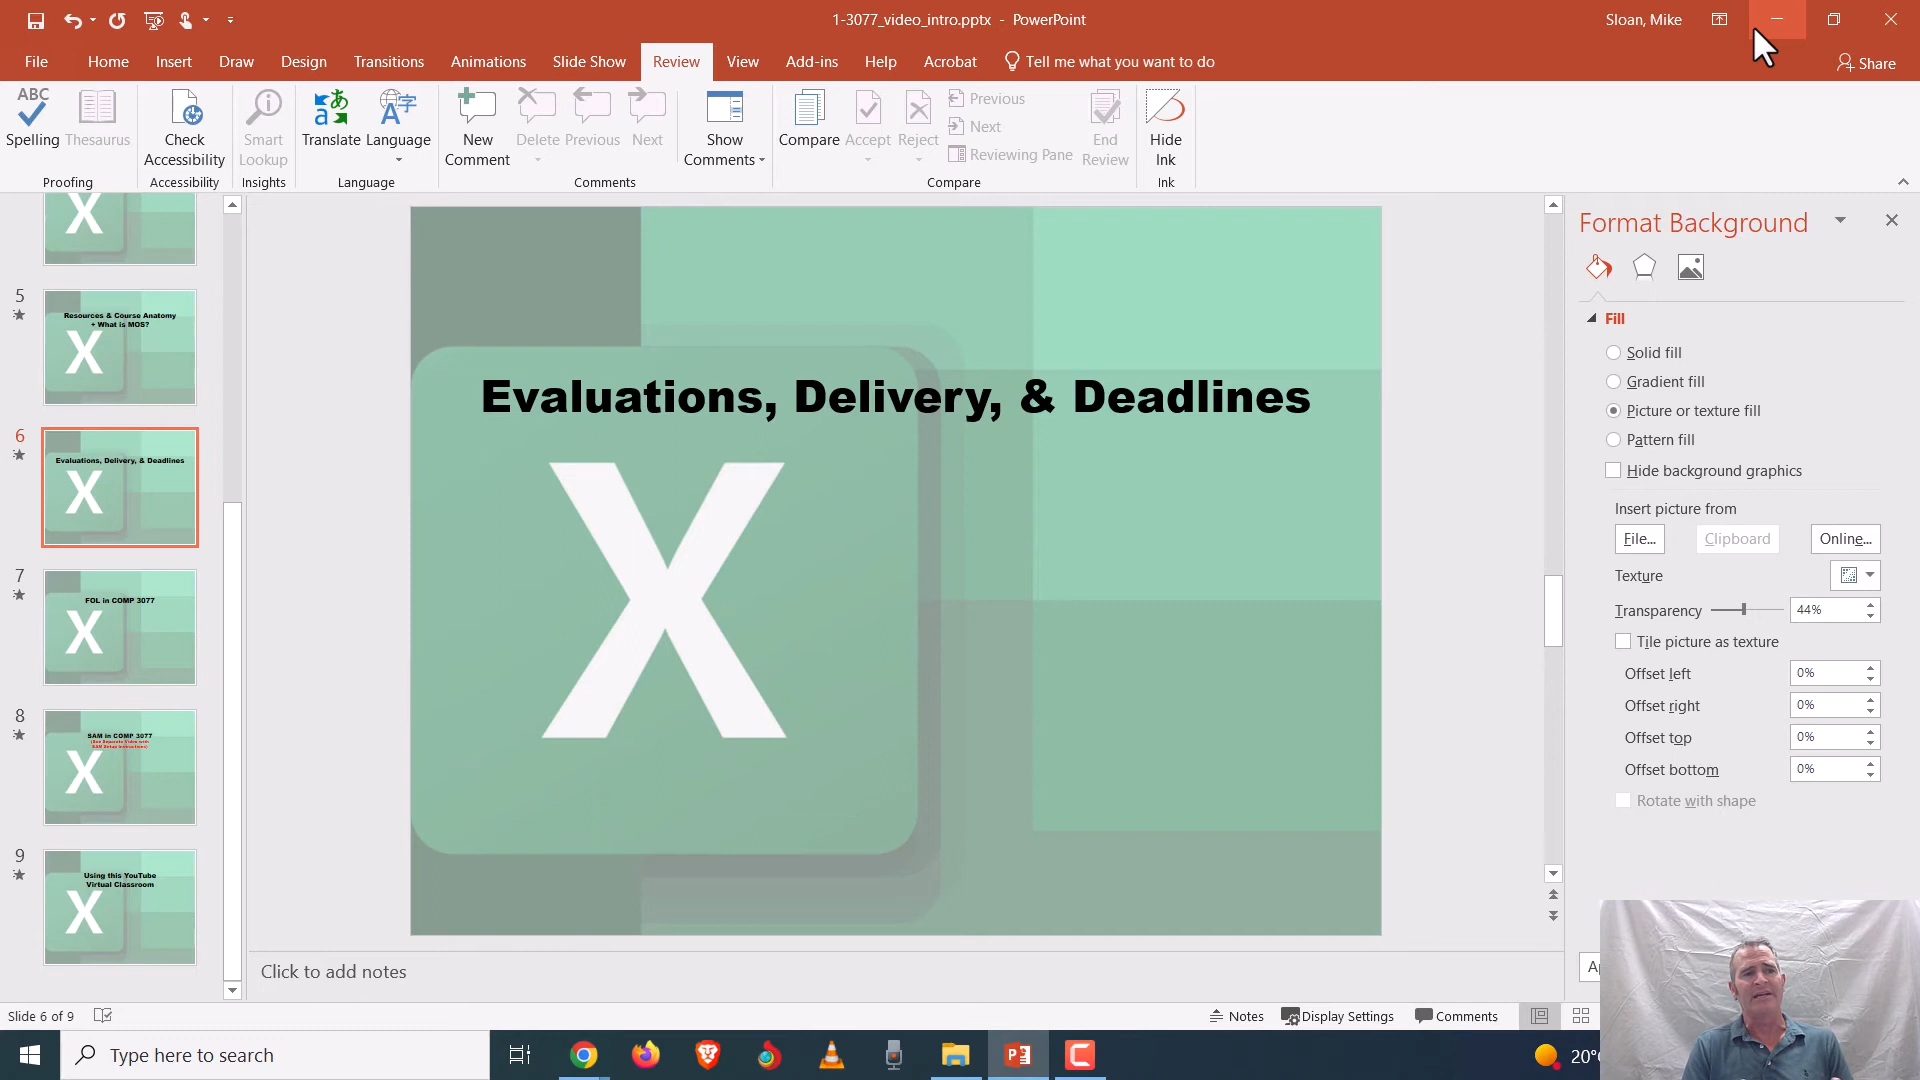 1-3077_video_intro.pptx - PowerPoint
Sloan, Mike
File Home Insert Draw Design Transitions Animations Slide Show Review View Add-ins Help Acrobat Tell me what you want to do
Share
ABC
Spelling
Thesaurus
Check
Accessibility
Smart
Lookup
Translate
Language
New
Comment
Delete
Previous
Next
Show
Comments
Compare
Accept
Reject
Previous
Next
Reviewing Pane
End
Review
Hide
Ink
Proofing
Accessibility
Insights
Language
Comments
Compare
Ink
X
5
Resources & Course Anatomy
+ What is MOS?
X
6
Evaluations, Delivery, & Deadlines
X
7
FOL in COMP 3077
X
8
SAM in COMP 3077
(See Separate Video with
SAM Setup Instructions)
X
9
Using this YouTube
Virtual Classroom
X
Evaluations, Delivery, & Deadlines
X
Click to add notes
Format Background
Fill
Solid fill
Gradient fill
Picture or texture fill
Pattern fill
Hide background graphics
Insert picture from
File...
Clipboard
Online...
Texture
Transparency
44%
Tile picture as texture
Offset left
0%
Offset right
0%
Offset top
0%
Offset bottom
0%
Rotate with shape
Slide 6 of 9
Notes
Display Settings
Comments
Type here to search
20°